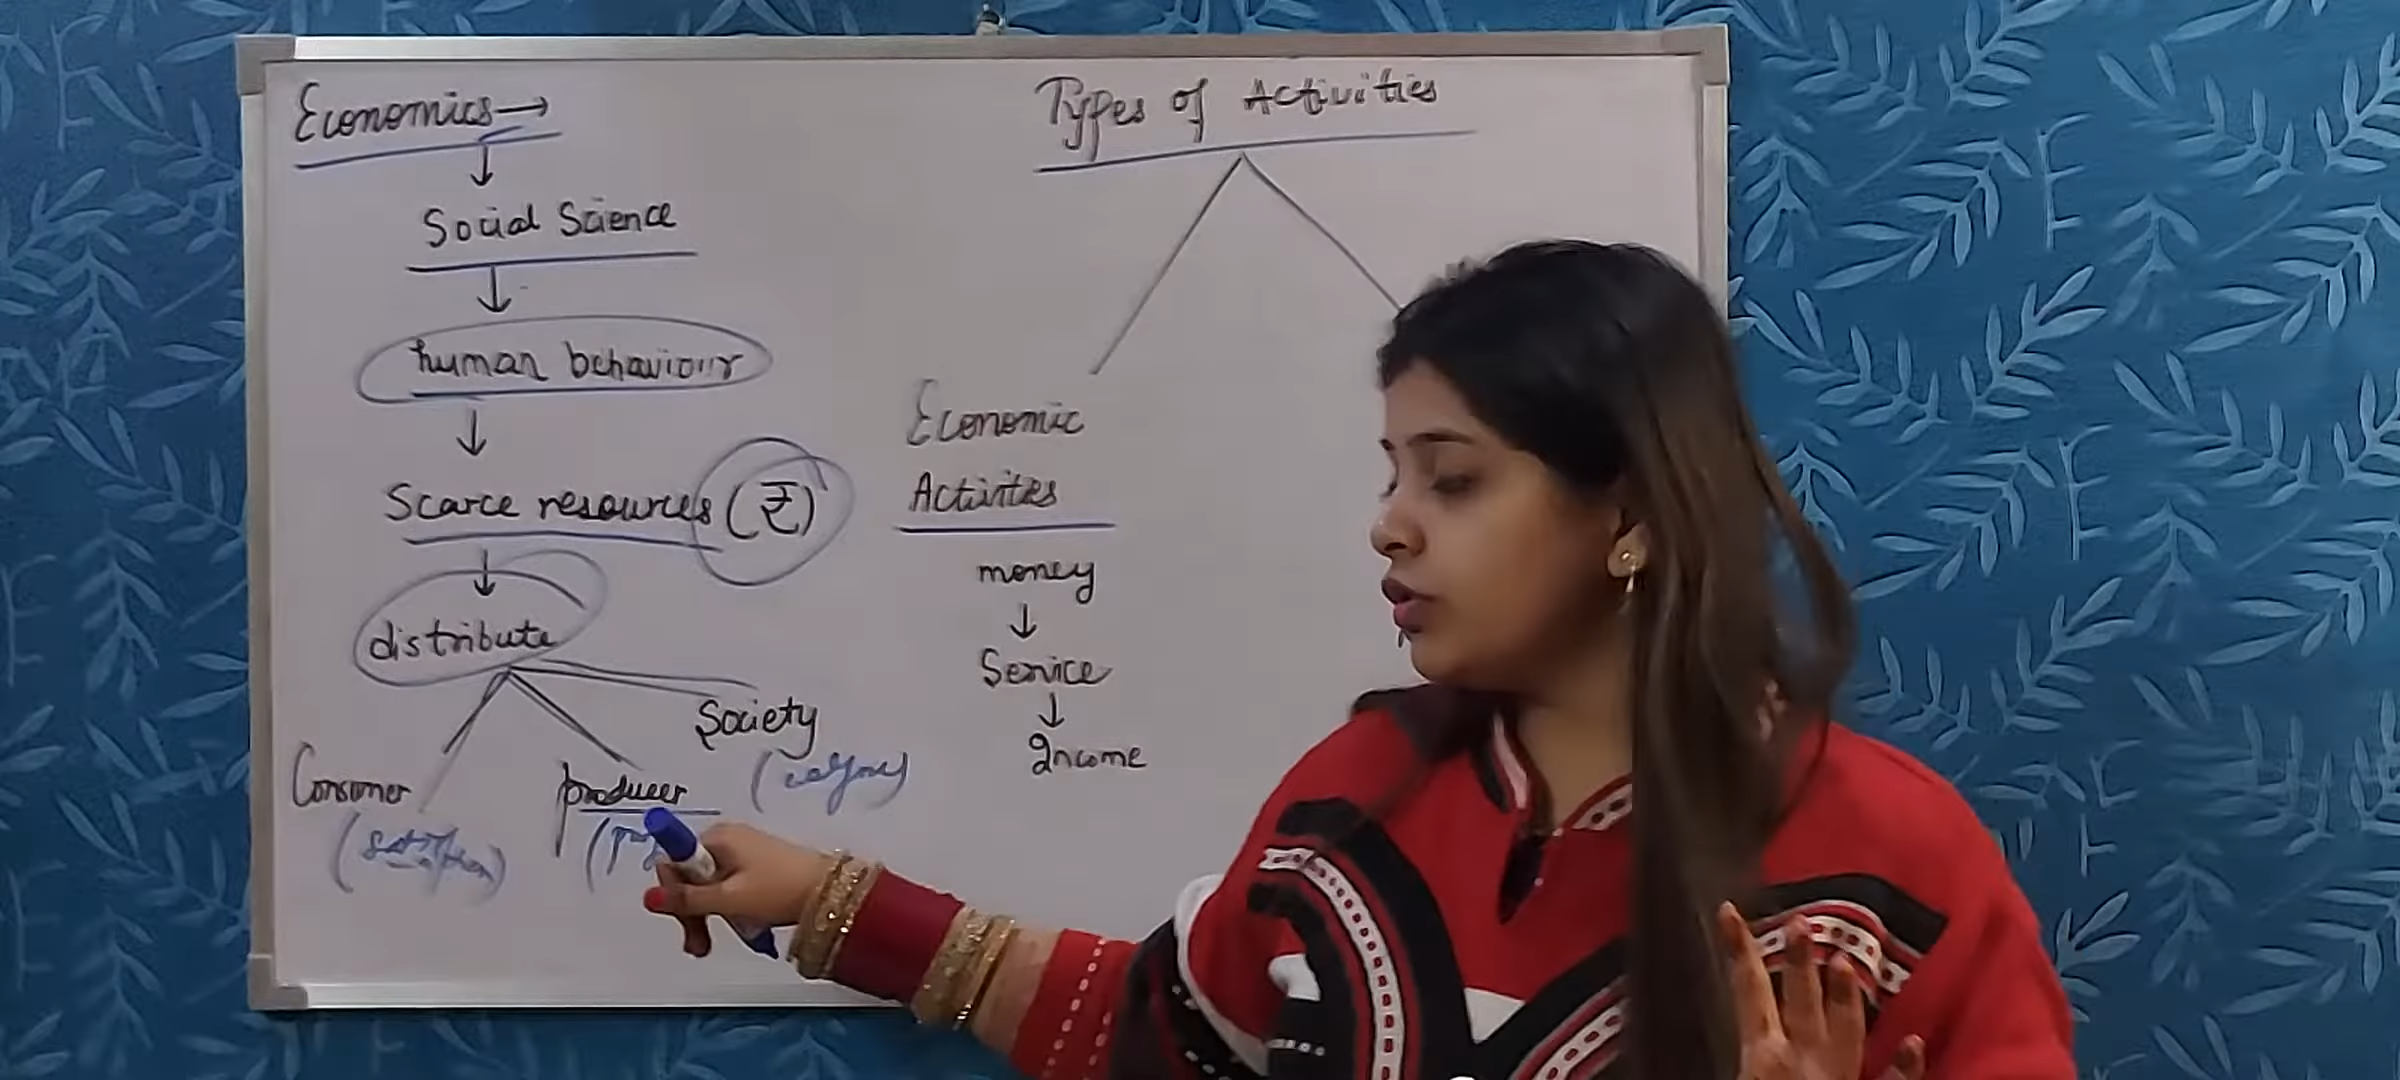 Economics→
Social Science
human behaviour
Scarce resources (₹)
distribute
Society
Consumer
producer
Types of Activities
Economic
Activities
money
Service
Income